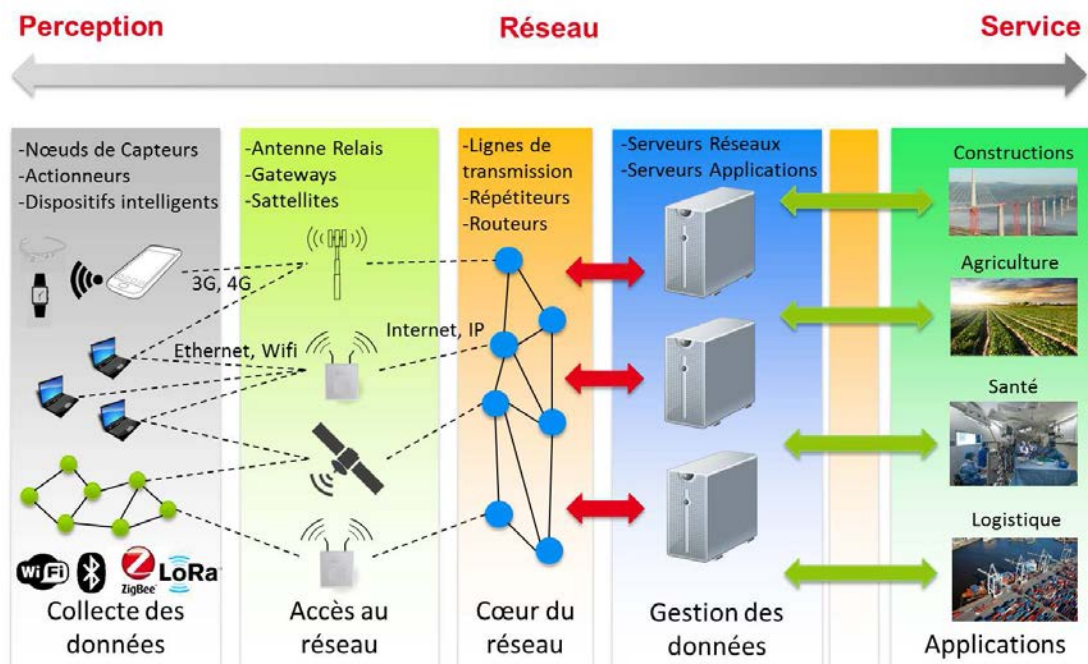 Perception
Réseau
Service
-Nœuds de Capteurs
-Actionneurs
-Dispositifs intelligents
-Antenne Relais
-Gateways
-Sattellites
-Lignes de
transmission
-Répétiteurs
-Routeurs
-Serveurs Réseaux
-Serveurs Applications
Constructions
Agriculture
Santé
Logistique
3G, 4G
Ethernet, Wifi
Internet, IP
WiFi
ZigBee
LoRa
Collecte des
données
Accès au
réseau
Cœur du
réseau
Gestion des
données
Applications